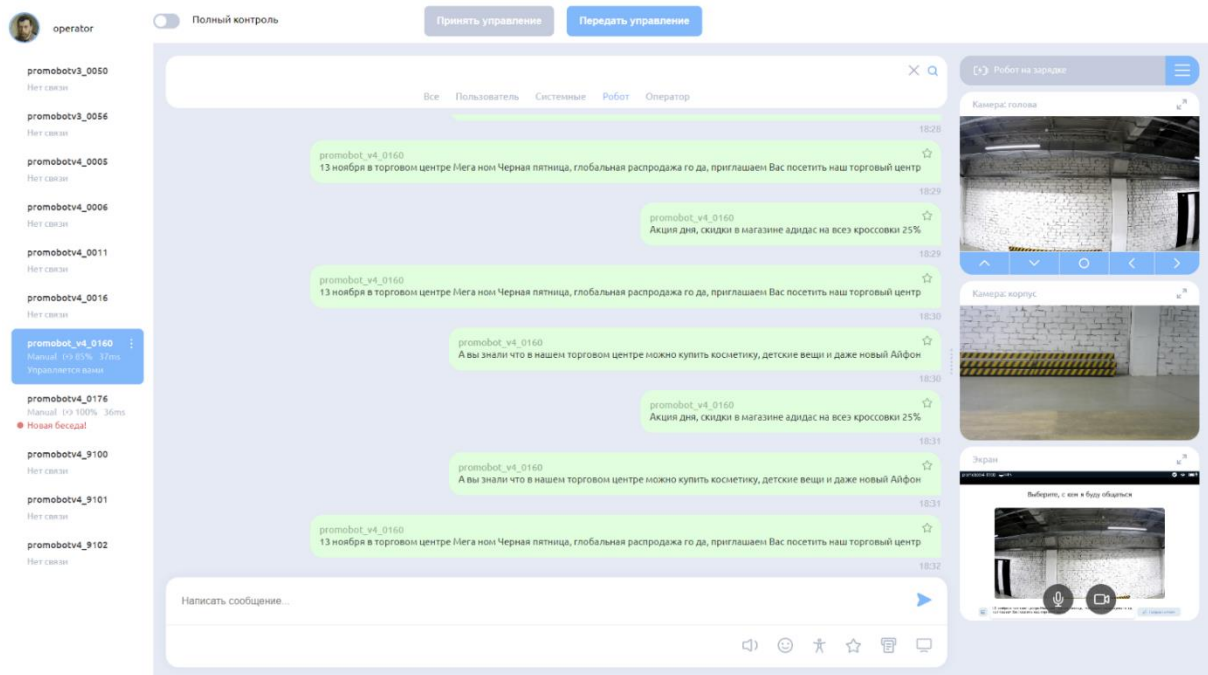 operator
Полный контроль
Принять управление
Передать управление
promobotv3_0050
Нет связи
promobotv3_0056
Нет связи
promobotv4_0005
Нет связи
promobotv4_0006
Нет связи
promobotv4_0011
Нет связи
promobotv4_0016
Нет связи
promobot_v4_0160
Manual 85% 37ms
Управляется вами
promobotv4_0176
Manual 100% 36ms
Новая беседа!
promobotv4_9100
Нет связи
promobotv4_9101
Нет связи
promobotv4_9102
Нет связи
Все Пользователь Системные Робот Оператор
18:28
promobot_v4_0160
13 ноября в торговом центре Мега ном Черная пятница, глобальная распродажа го да, приглашаем Вас посетить наш торговый центр
18:29
promobot_v4_0160
Акция дня, скидки в магазине адидас на всеэ кроссовки 25%
18:29
promobot_v4_0160
13 ноября в торговом центре Мега ном Черная пятница, глобальная распродажа го да, приглашаем Вас посетить наш торговый центр
18:30
promobot_v4_0160
А вы знали что в нашем торговом центре можно купить косметику, детские вещи и даже новый Айфон
18:30
promobot_v4_0160
Акция дня, скидки в магазине адидас на всеэ кроссовки 25%
18:31
promobot_v4_0160
А вы знали что в нашем торговом центре можно купить косметику, детские вещи и даже новый Айфон
18:31
promobot_v4_0160
13 ноября в торговом центре Мега ном Черная пятница, глобальная распродажа го да, приглашаем Вас посетить наш торговый центр
18:32
Написать сообщение...
Робот на зарядке
Камера: голова
Камера: корпус
Экран
Выберите, с кем я буду общаться